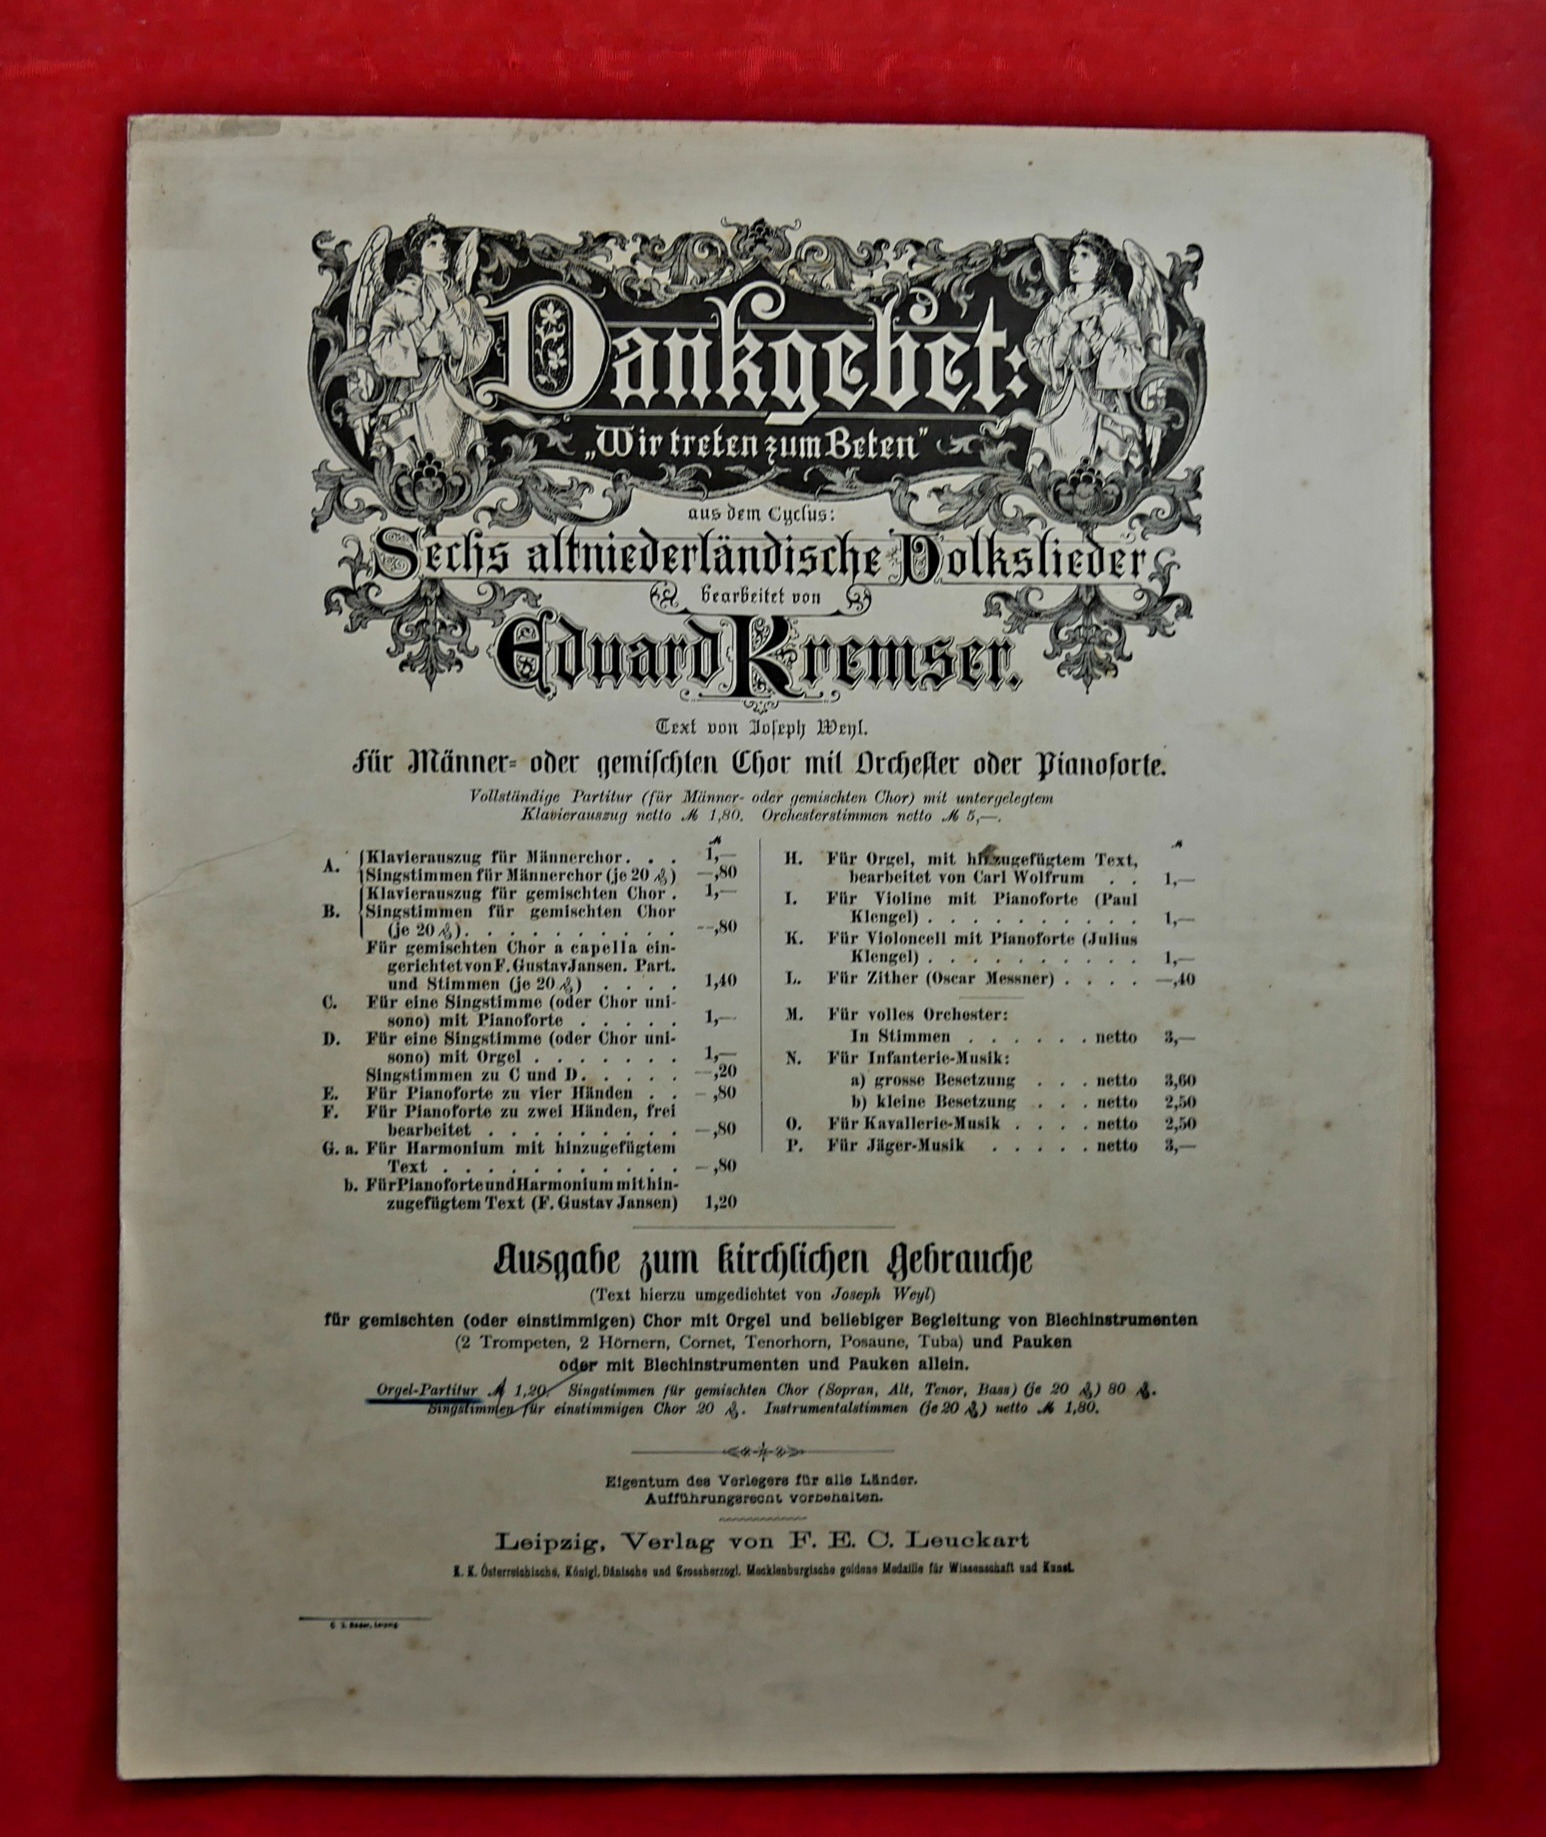 Dankgebet:
„Wir treten zum Beten"
aus dem Cyclus:
Sechs altniederländische Volkslieder
bearbeitet von
Eduard Kremser.
Text von Joseph Weyl.
für Männer- oder gemischten Chor mit Orchester oder Pianoforte.
Vollständige Partitur (für Männer- oder gemischten Chor) mit untergelegtem
Klavierauszug netto ℳ 1,80. Orchesterstimmen netto ℳ 5,—.
ℳ
A. Klavierauszug für Männerchor . . . 1,—
Singstimmen für Männerchor (je 20 ₰) —,80
B. Klavierauszug für gemischten Chor . 1,—
Singstimmen für gemischten Chor
(je 20 ₰) . . . . . . . . . . —,80
Für gemischten Chor a capella ein-
gerichtet von F. Gustav Jansen. Part.
und Stimmen (je 20 ₰) . . . . 1,40
C. Für eine Singstimme (oder Chor uni-
sono) mit Pianoforte . . . . . 1,—
D. Für eine Singstimme (oder Chor uni-
sono) mit Orgel . . . . . . . 1,—
Singstimmen zu C und D . . . . . —,20
E. Für Pianoforte zu vier Händen . . —,80
F. Für Pianoforte zu zwei Händen, frei
bearbeitet . . . . . . . . . —,80
G. a. Für Harmonium mit hinzugefügtem
Text . . . . . . . . . . . —,80
b. Für Pianoforte und Harmonium mit hin-
zugefügtem Text (F. Gustav Jansen) 1,20
ℳ
H. Für Orgel, mit hinzugefügtem Text,
bearbeitet von Carl Wolfrum . . 1,—
I. Für Violine mit Pianoforte (Paul
Klengel) . . . . . . . . . . 1,—
K. Für Violoncell mit Pianoforte (Julius
Klengel) . . . . . . . . . . 1,—
L. Für Zither (Oscar Messner) . . . . —,40
M. Für volles Orchester:
In Stimmen . . . . . . netto 3,—
N. Für Infanterie-Musik:
a) grosse Besetzung . . . netto 3,60
b) kleine Besetzung . . . netto 2,50
O. Für Kavallerie-Musik . . . . netto 2,50
P. Für Jäger-Musik . . . . . netto 3,—
Ausgabe zum kirchlichen Gebrauche
(Text hierzu umgedichtet von Joseph Weyl)
für gemischten (oder einstimmigen) Chor mit Orgel und beliebiger Begleitung von Blechinstrumenten
(2 Trompeten, 2 Hörnern, Cornet, Tenorhorn, Posaune, Tuba) und Pauken
oder mit Blechinstrumenten und Pauken allein.
Orgel-Partitur ℳ 1,20. Singstimmen für gemischten Chor (Sopran, Alt, Tenor, Bass) (je 20 ₰) 80 ₰.
Singstimmen für einstimmigen Chor 20 ₰. Instrumentalstimmen (je 20 ₰) netto ℳ 1,80.
Eigentum des Verlegers für alle Länder.
Aufführungsrecht vorbehalten.
Leipzig, Verlag von F. E. C. Leuckart
K. K. Österreichische, Königl. Dänische und Grossherzogl. Mecklenburgische goldene Medaille für Wissenschaft und Kunst.
C. G. Röder, Leipzig.